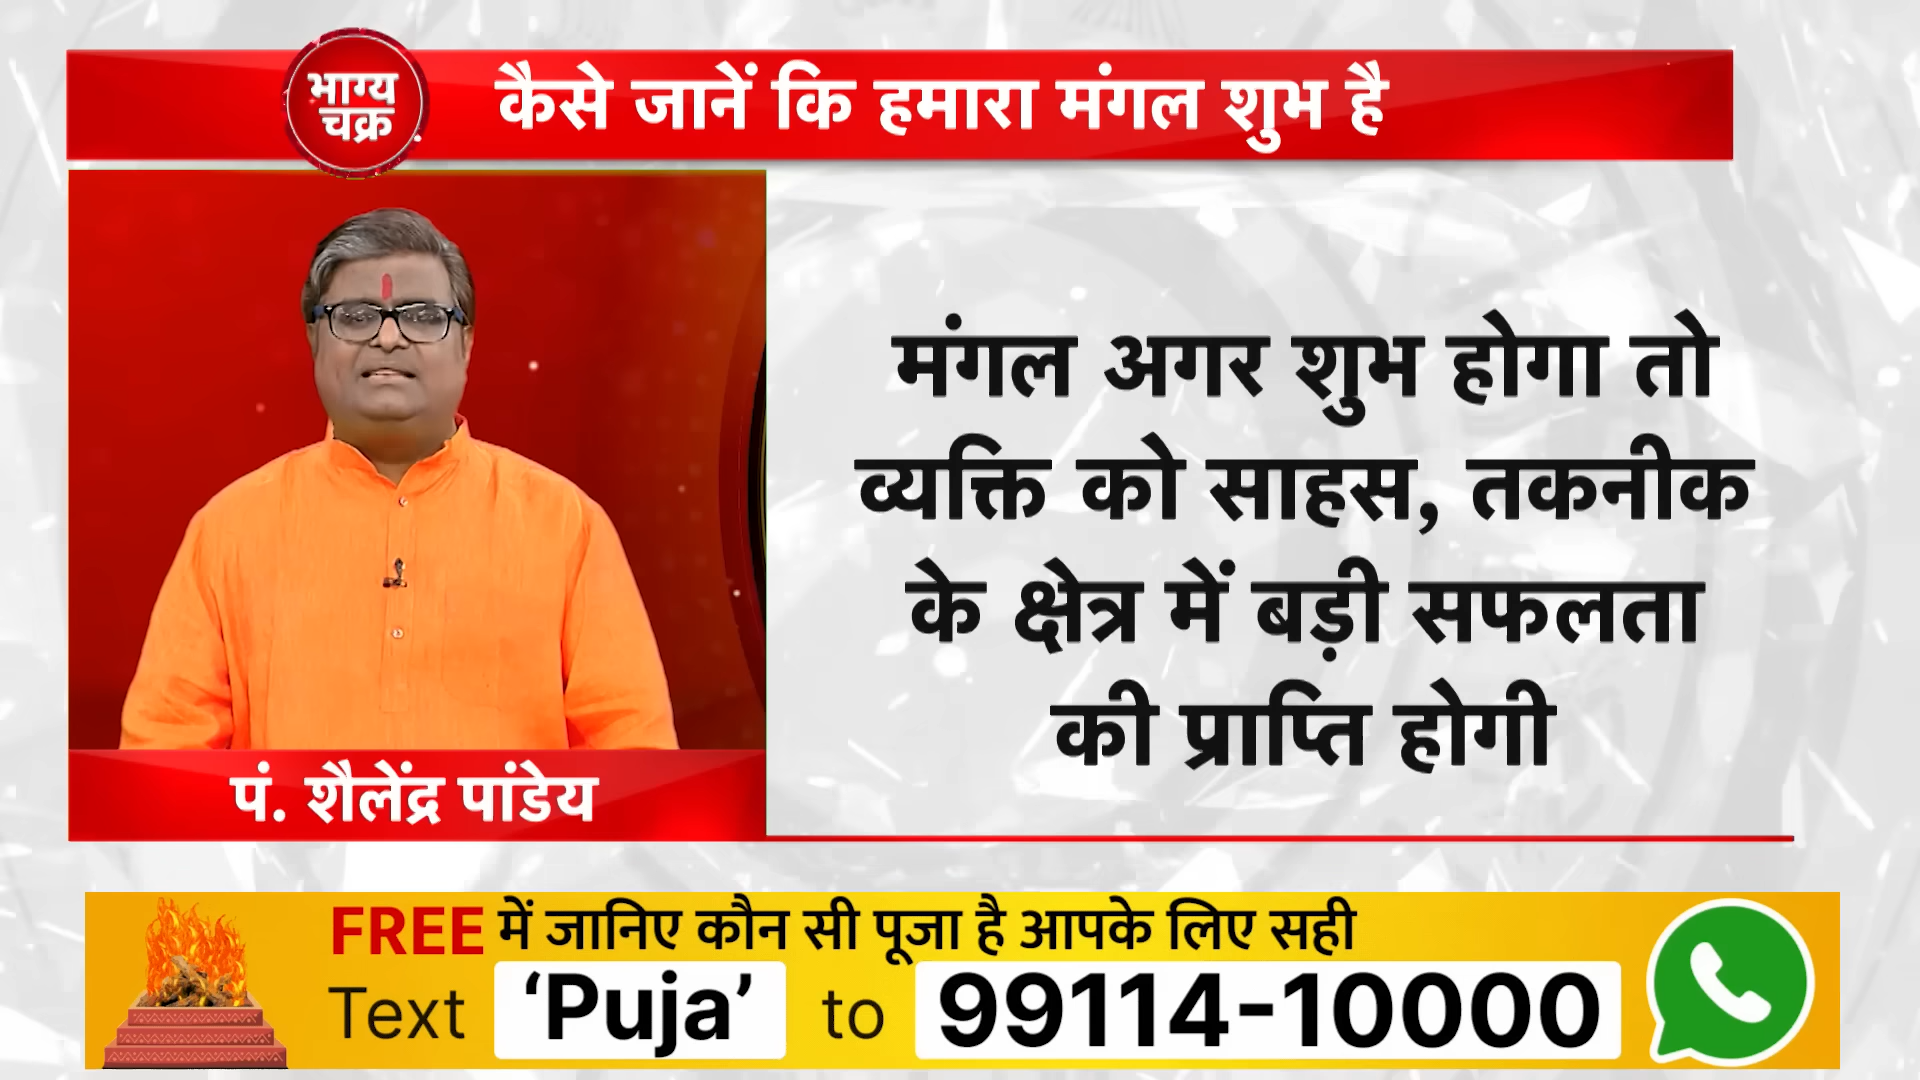 भाग्य
चक्र
कैसे जानें कि हमारा मंगल शुभ है
मंगल अगर शुभ होगा तो
व्यक्ति को साहस, तकनीक
के क्षेत्र में बड़ी सफलता
की प्राप्ति होगी
पं. शैलेंद्र पांडेय
FREE में जानिए कौन सी पूजा है आपके लिए सही
Text ‘Puja’ to 99114-10000